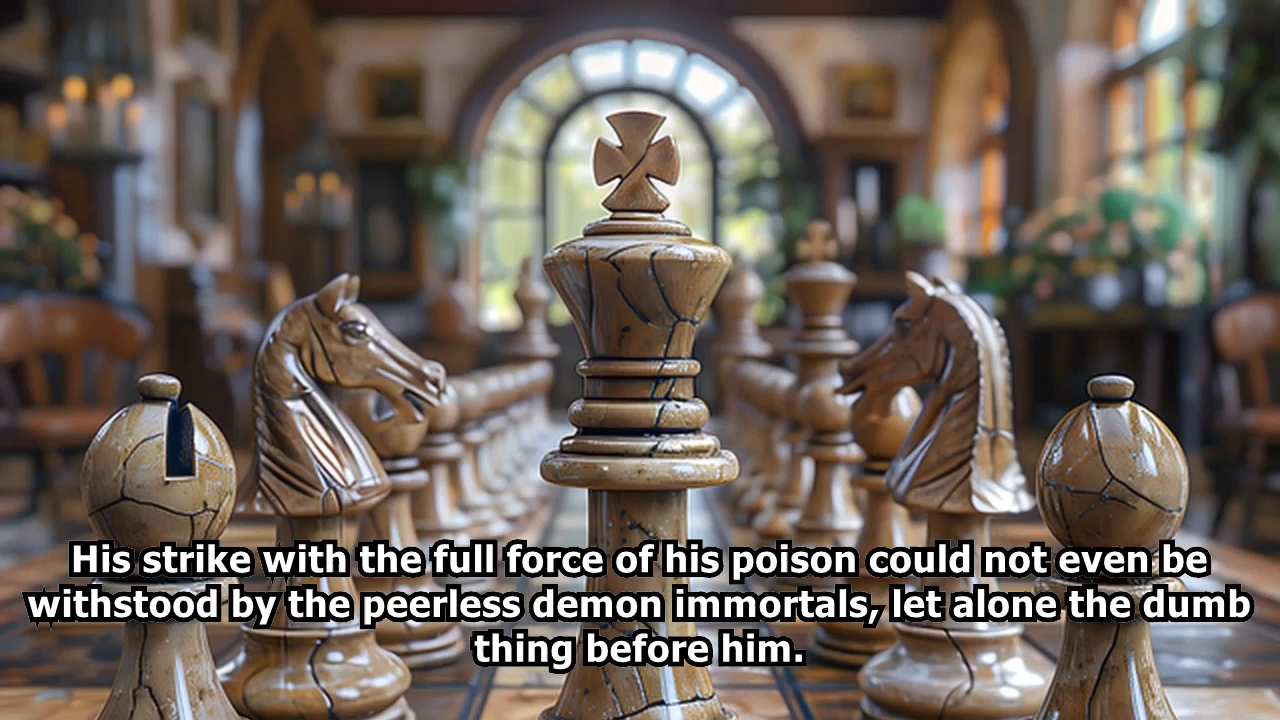 His strike with the full force of his poison could not even be
withstood by the peerless demon immortals, let alone the dumb
thing before him.